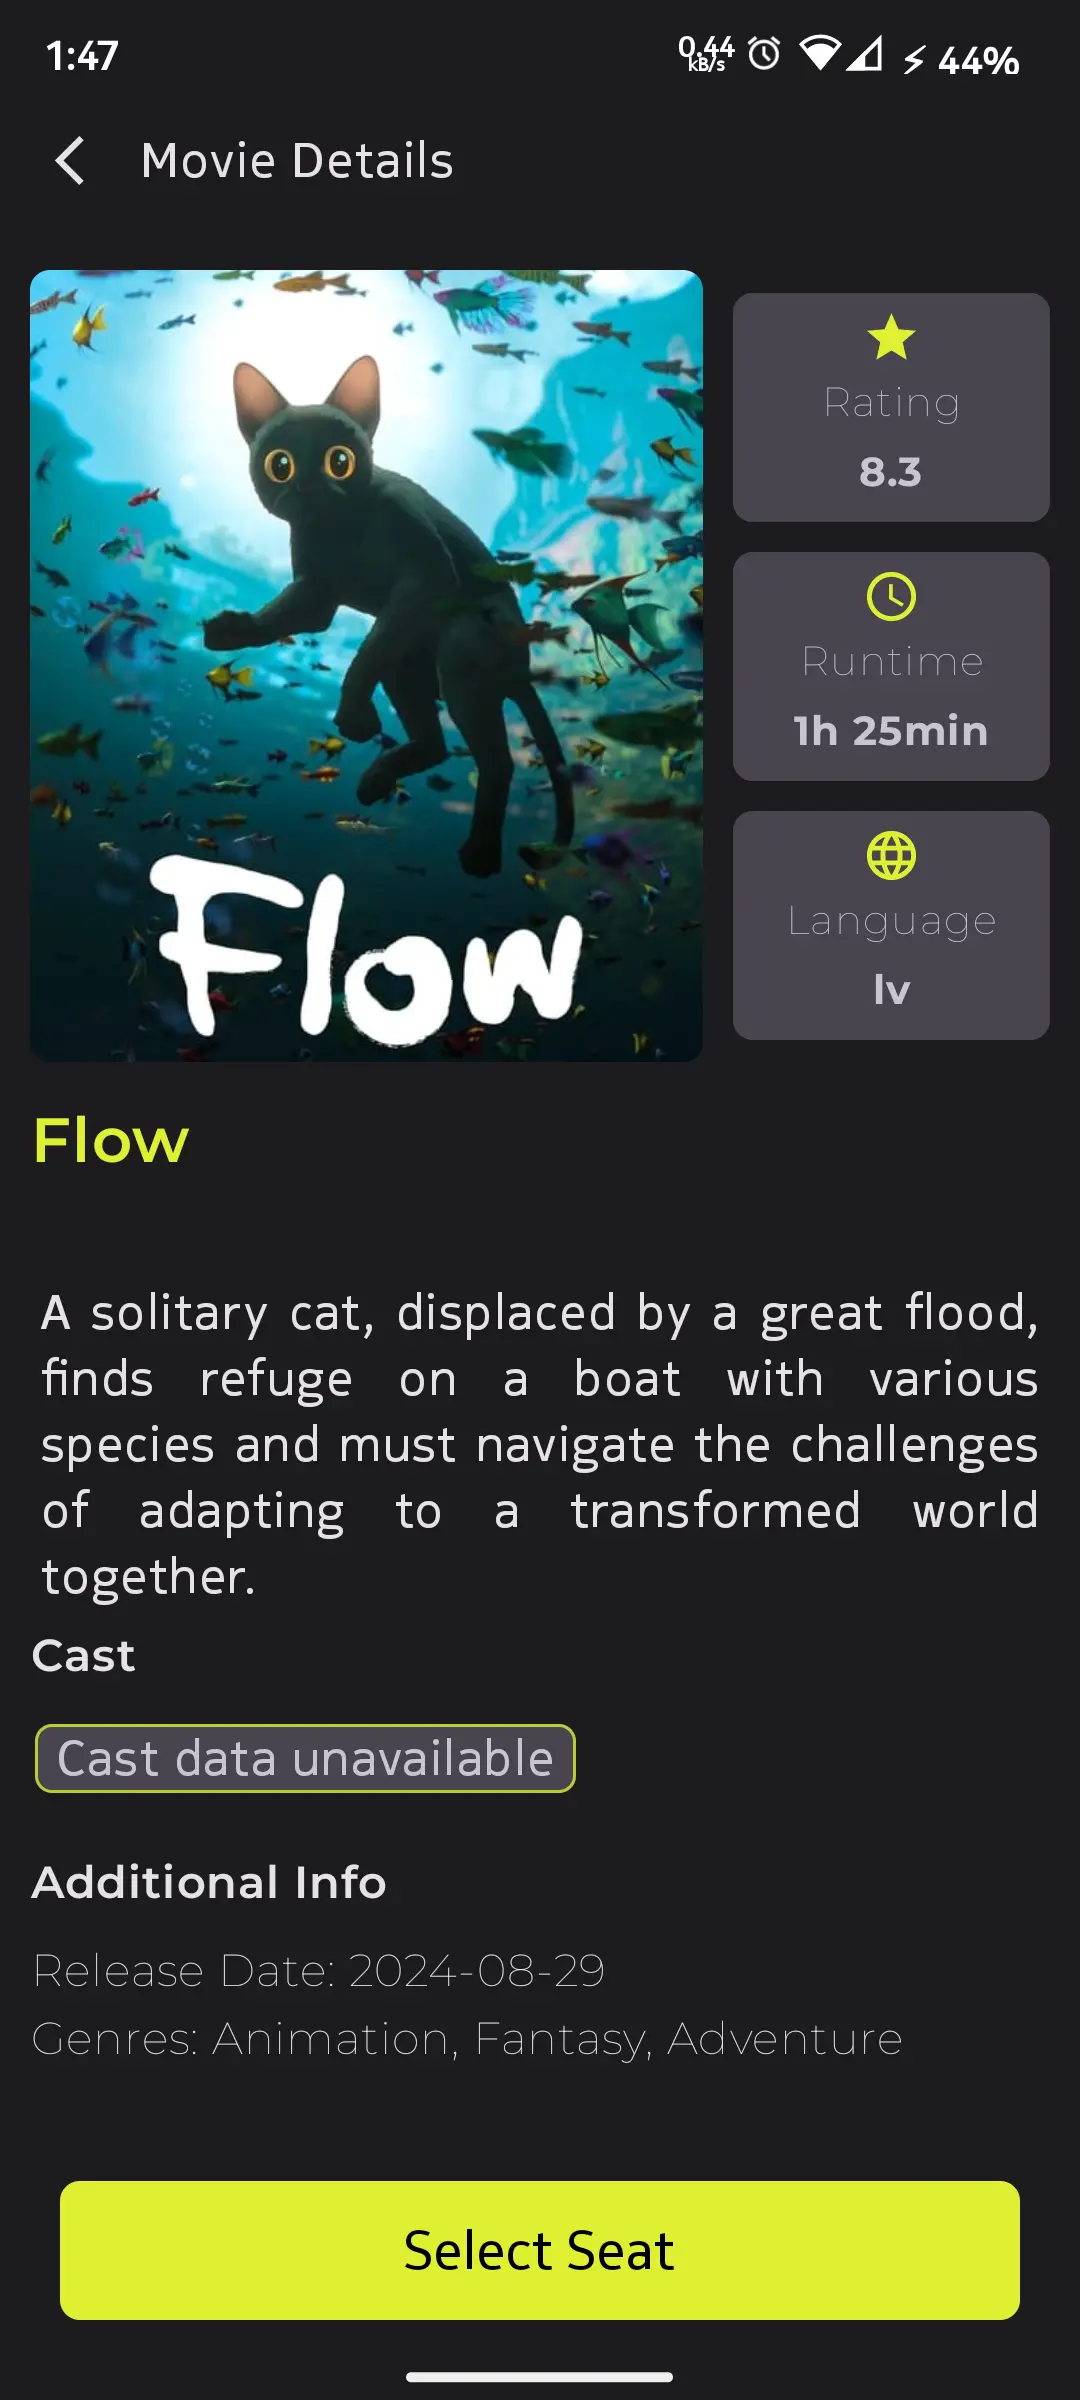 1:47
0.44
kB/s
44%
Movie Details
Flow
Rating
8.3
Runtime
1h 25min
Language
lv
Flow
A solitary cat, displaced by a great flood,
finds refuge on a boat with various
species and must navigate the challenges
of adapting to a transformed world
together.
Cast
Cast data unavailable
Additional Info
Release Date: 2024-08-29
Genres: Animation, Fantasy, Adventure
Select Seat